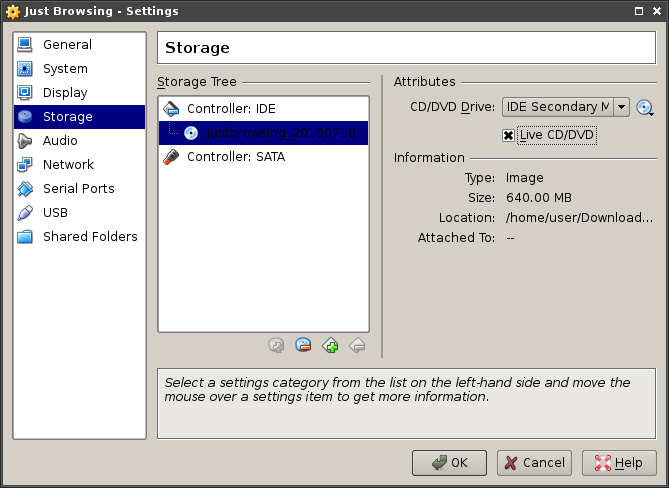 Just Browsing - Settings
General
System
Display
Storage
Audio
Network
Serial Ports
USB
Shared Folders
Storage
Storage Tree
Controller: IDE
justbrowsing_20130718...
Controller: SATA
Attributes
CD/DVD Drive: IDE Secondary M
Live CD/DVD
Information
Type: Image
Size: 640.00 MB
Location: /home/user/Download...
Attached To: --
Select a settings category from the list on the left-hand side and move the
mouse over a settings item to get more information.
OK
Cancel
Help